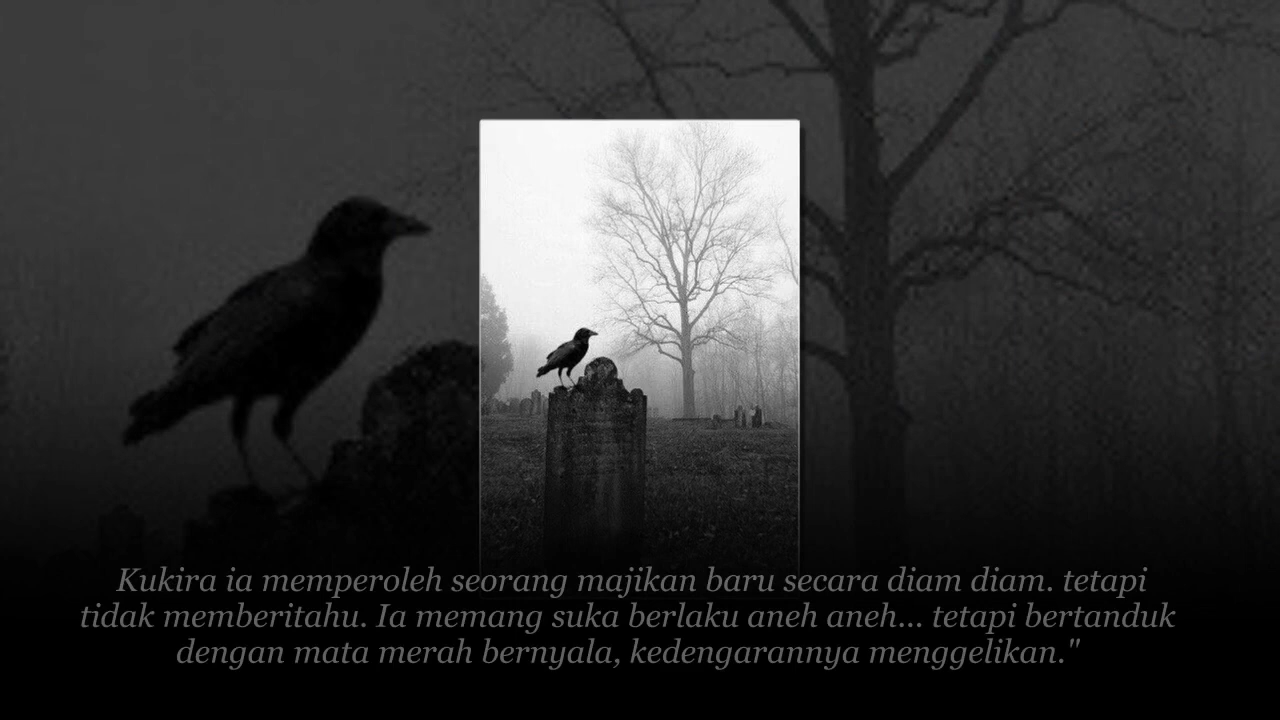 Kukira ia memperoleh seorang majikan baru secara diam diam. tetapi
tidak memberitahu. Ia memang suka berlaku aneh aneh... tetapi bertanduk
dengan mata merah bernyala, kedengarannya menggelikan."